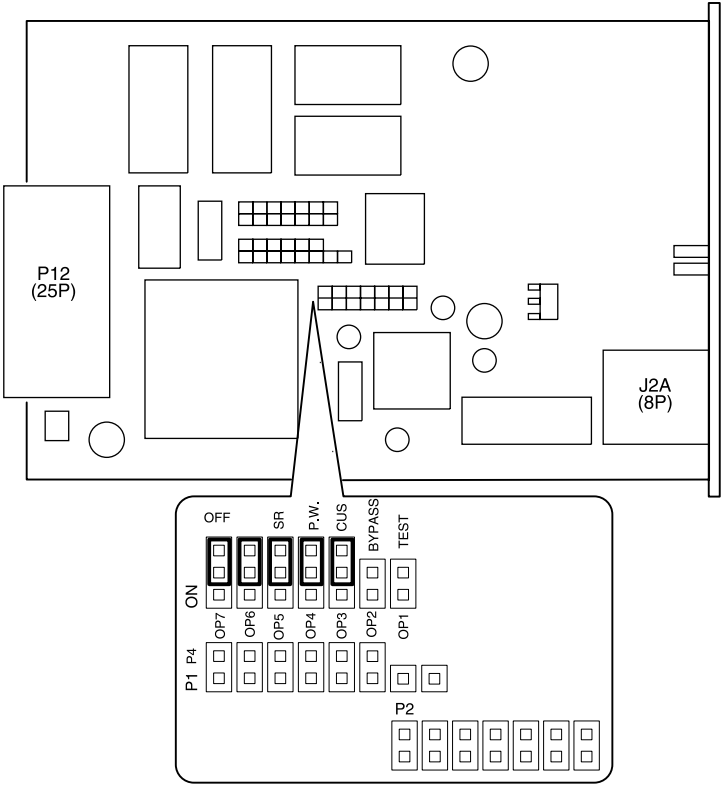 P12
(25P)
J2A
(8P)
OFF
SR
P.W.
CUS
BYPASS
TEST
ON
OP7
OP6
OP5
OP4
OP3
OP2
OP1
P1 P4
P2